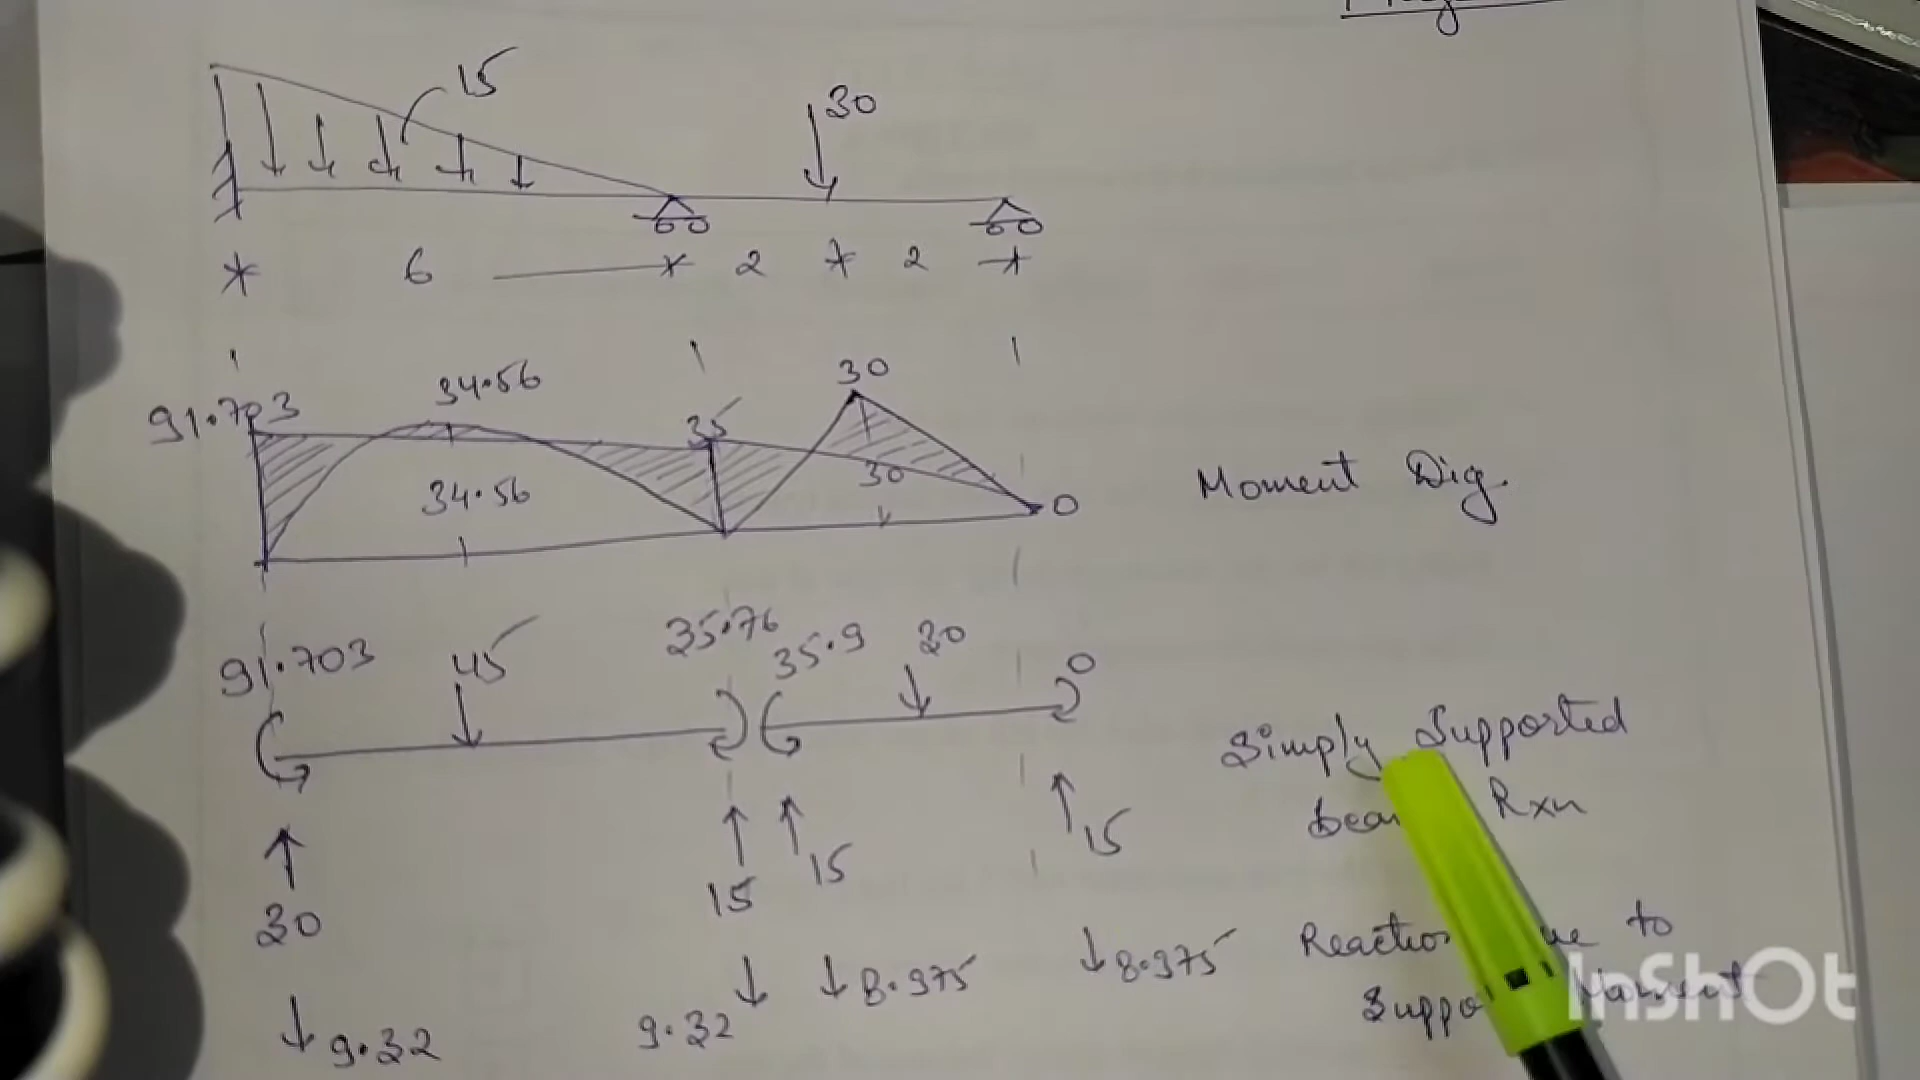 15
30
6 2 2
34.56 30
91.703 35
34.56 30 0
Moment Dig.
91.703 45 35.76 35.9 30 0
Simply Supported
Rxn
30 15 15 15
8.975 8.975
to
9.32 9.32
InShOt